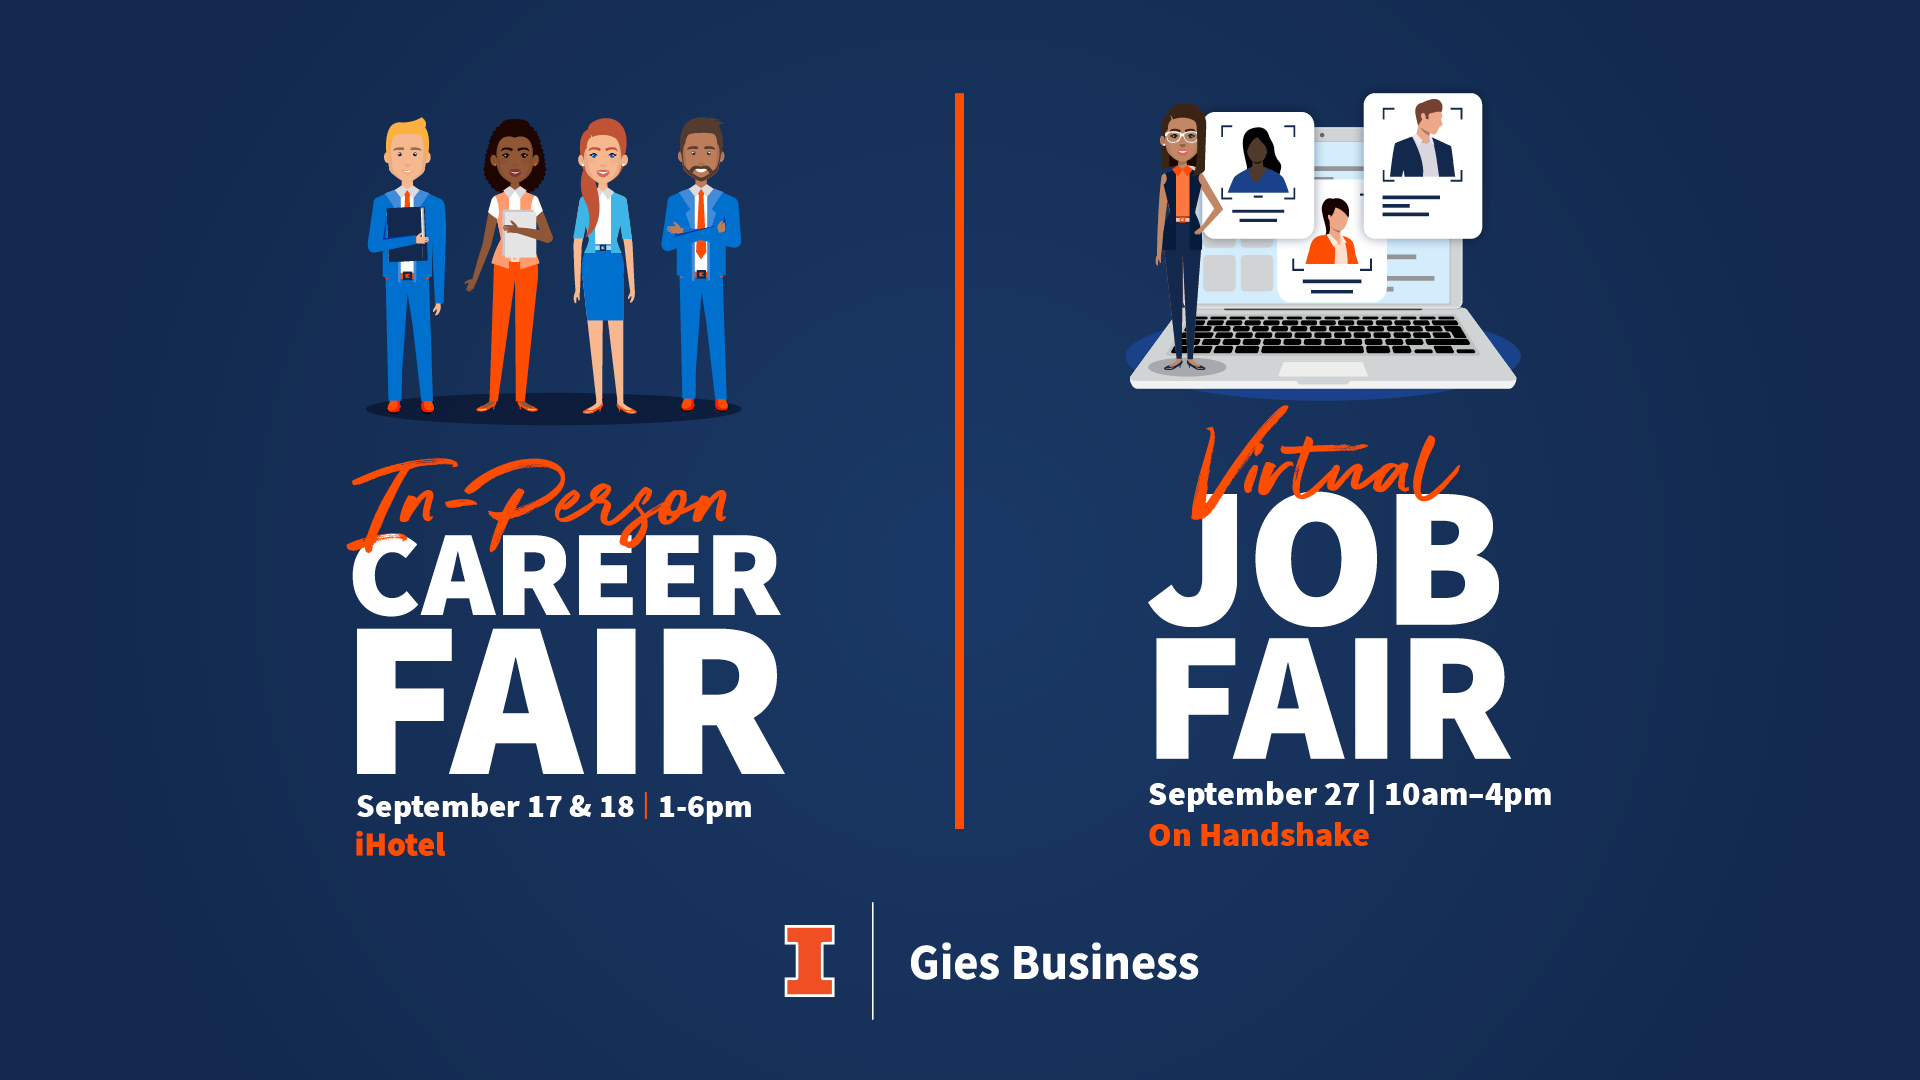 In-Person
CAREER
FAIR
September 17 & 18 | 1-6pm
iHotel
Virtual
JOB
FAIR
September 27 | 10am–4pm
On Handshake
I
Gies Business